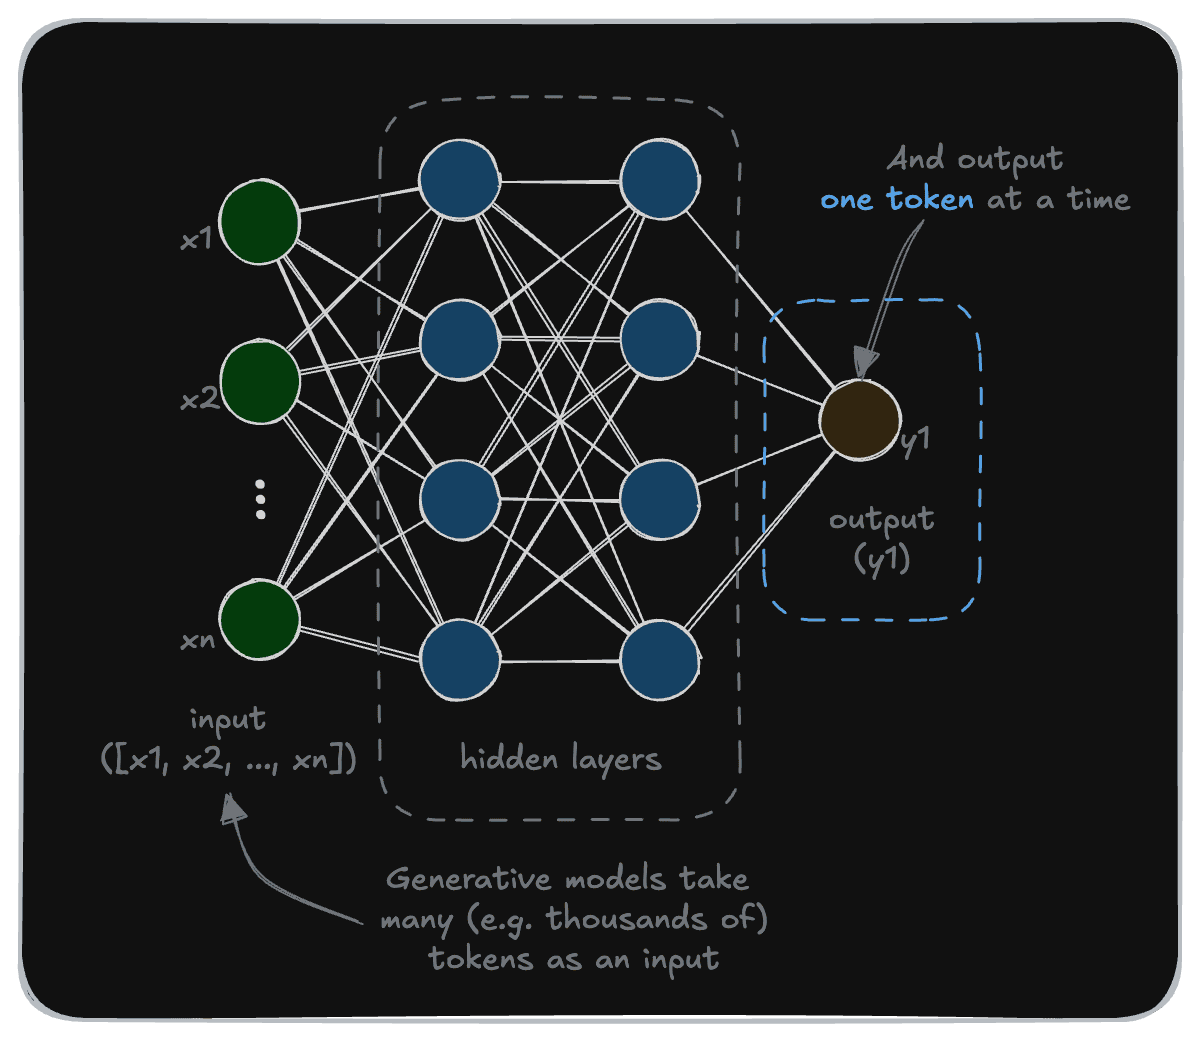 And output
one token at a time
x1
x2
xn
y1
output
(y1)
input
([x1, x2, ..., xn])
hidden layers
Generative models take
many (e.g. thousands of)
tokens as an input